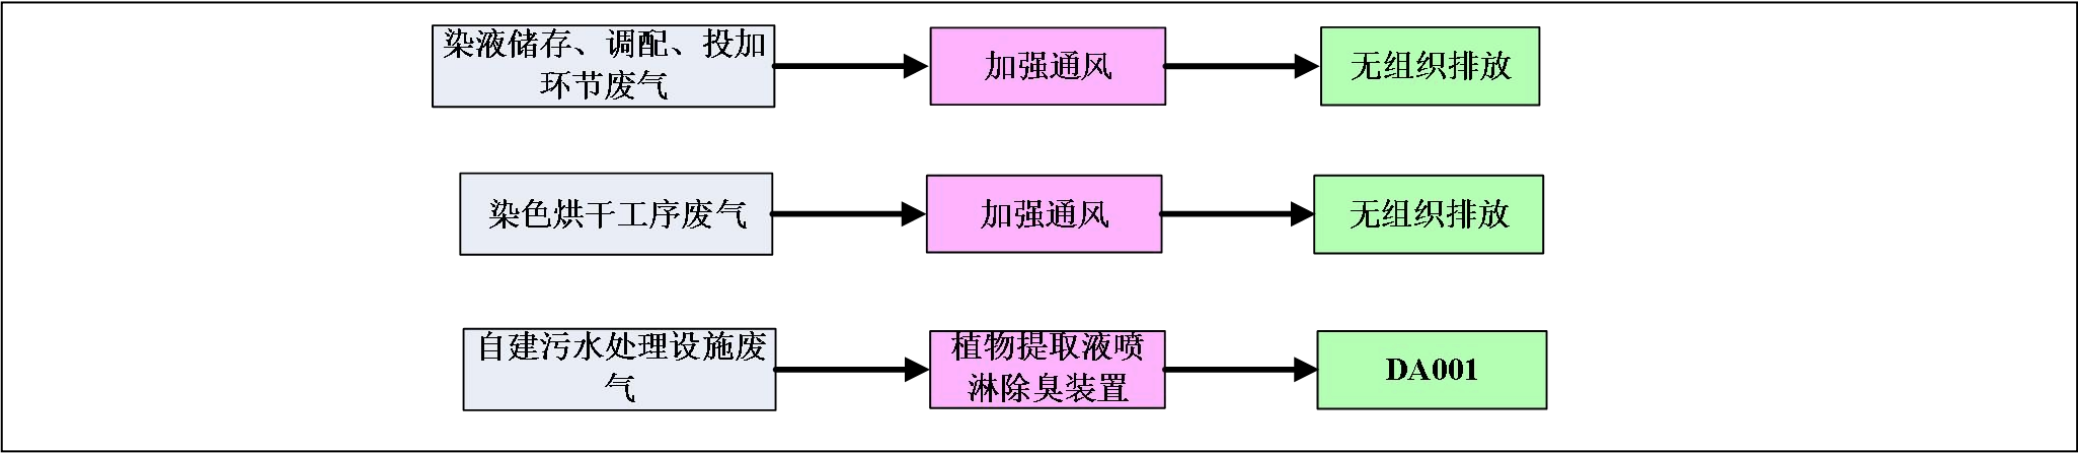 染液储存、调配、投加
环节废气
加强通风
无组织排放
染色烘干工序废气
加强通风
无组织排放
自建污水处理设施废
气
植物提取液喷
淋除臭装置
DA001